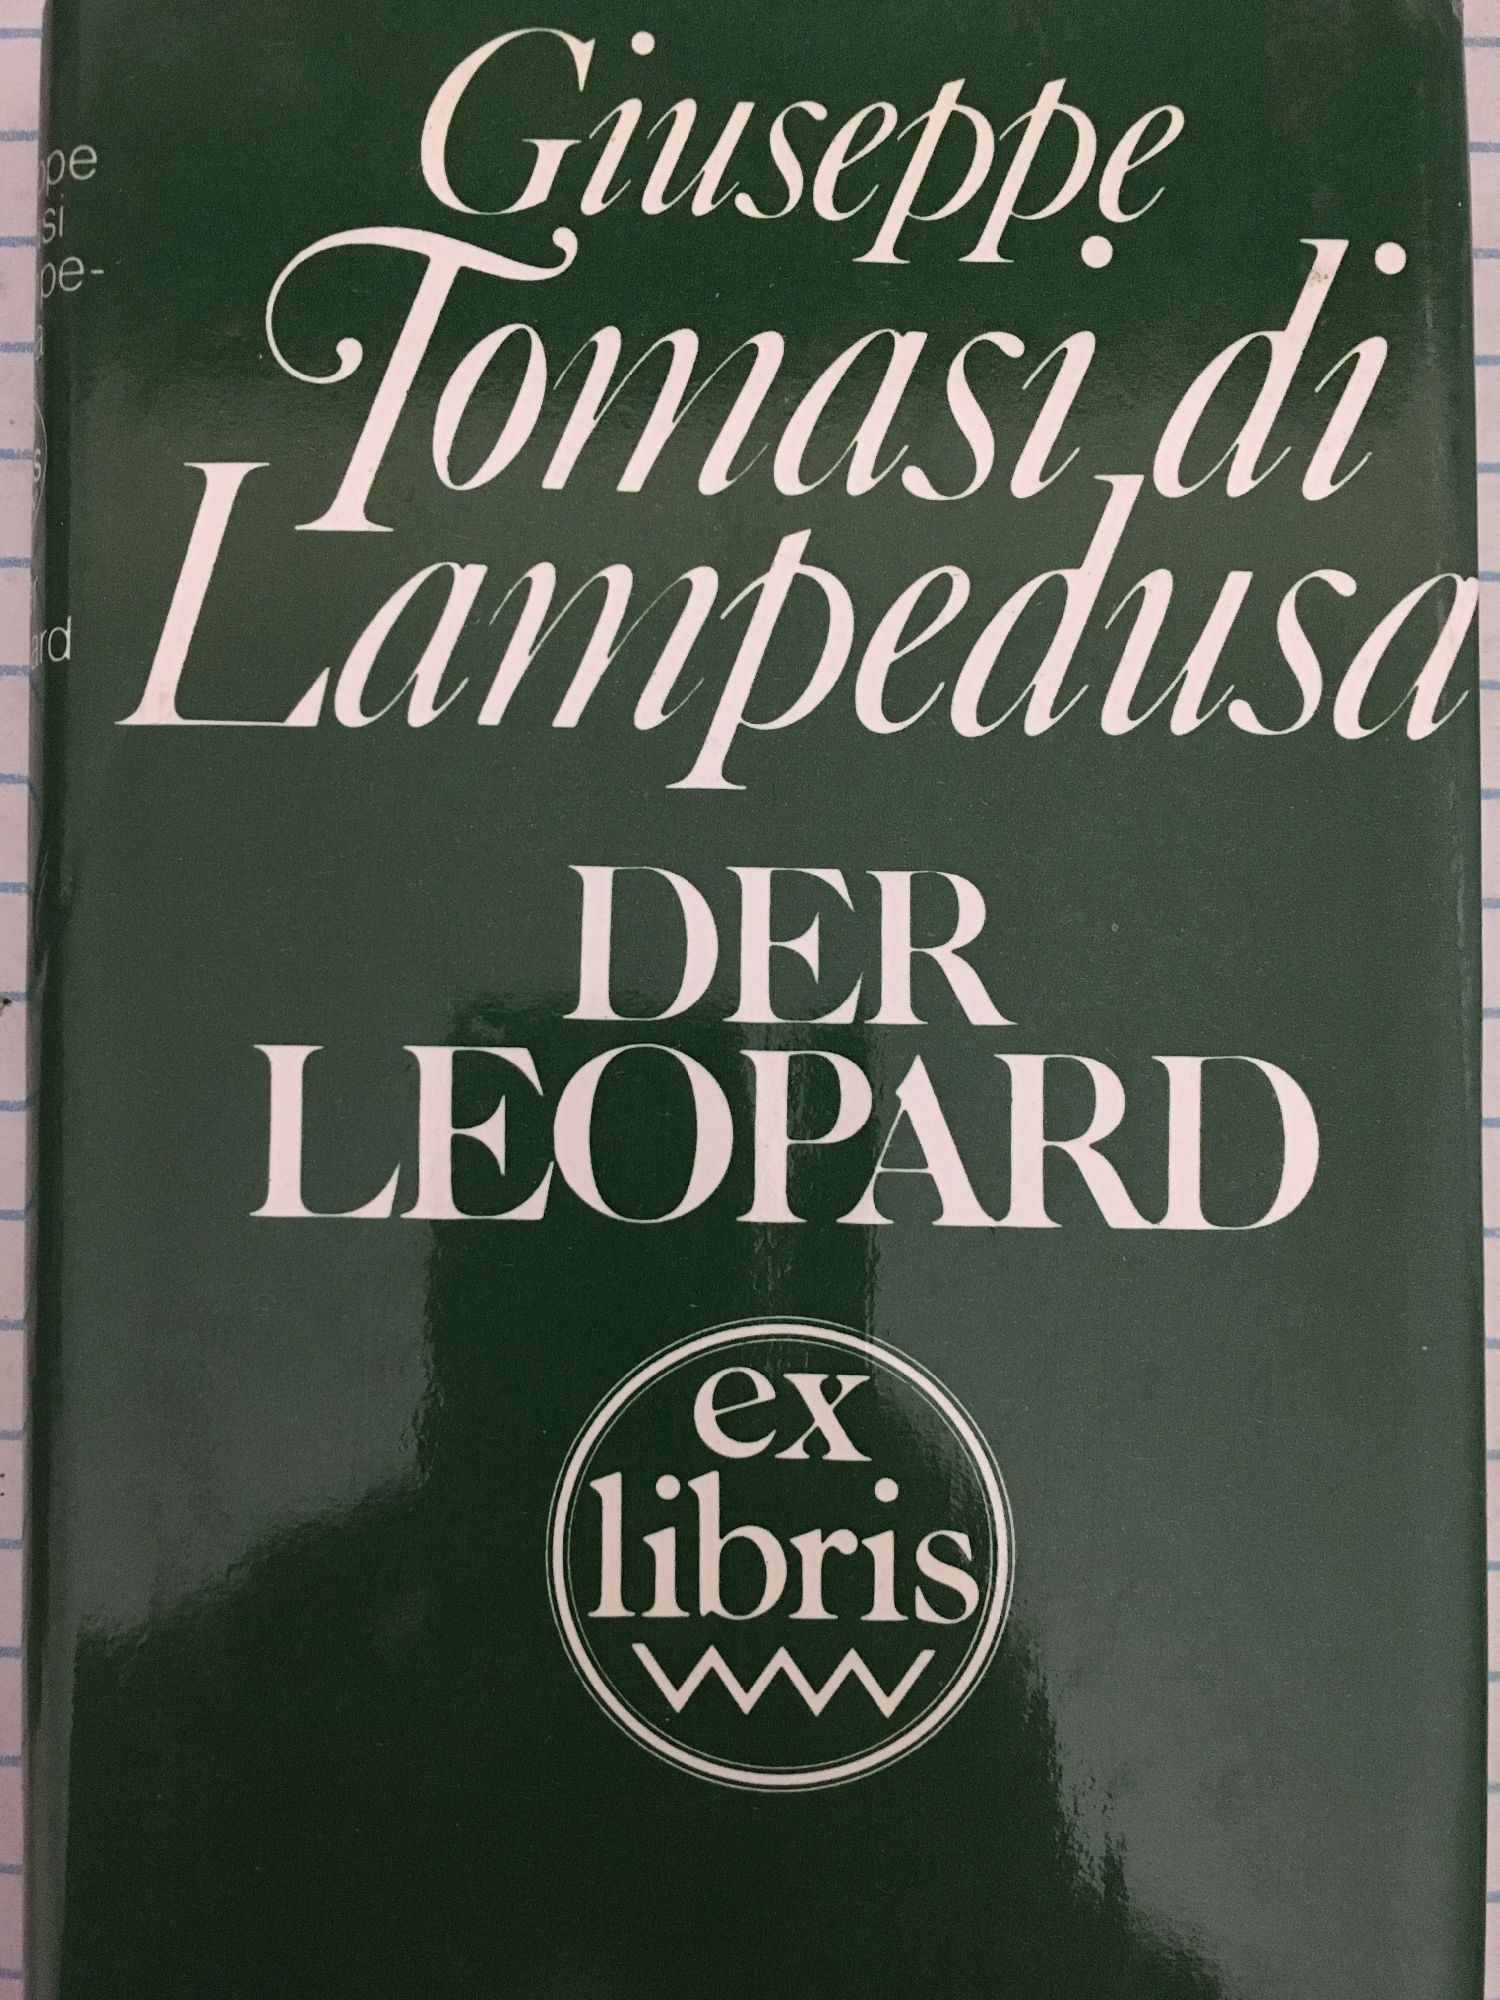 Giuseppe
Tomasi di
Lampedusa
DER
LEOPARD
ex
libris